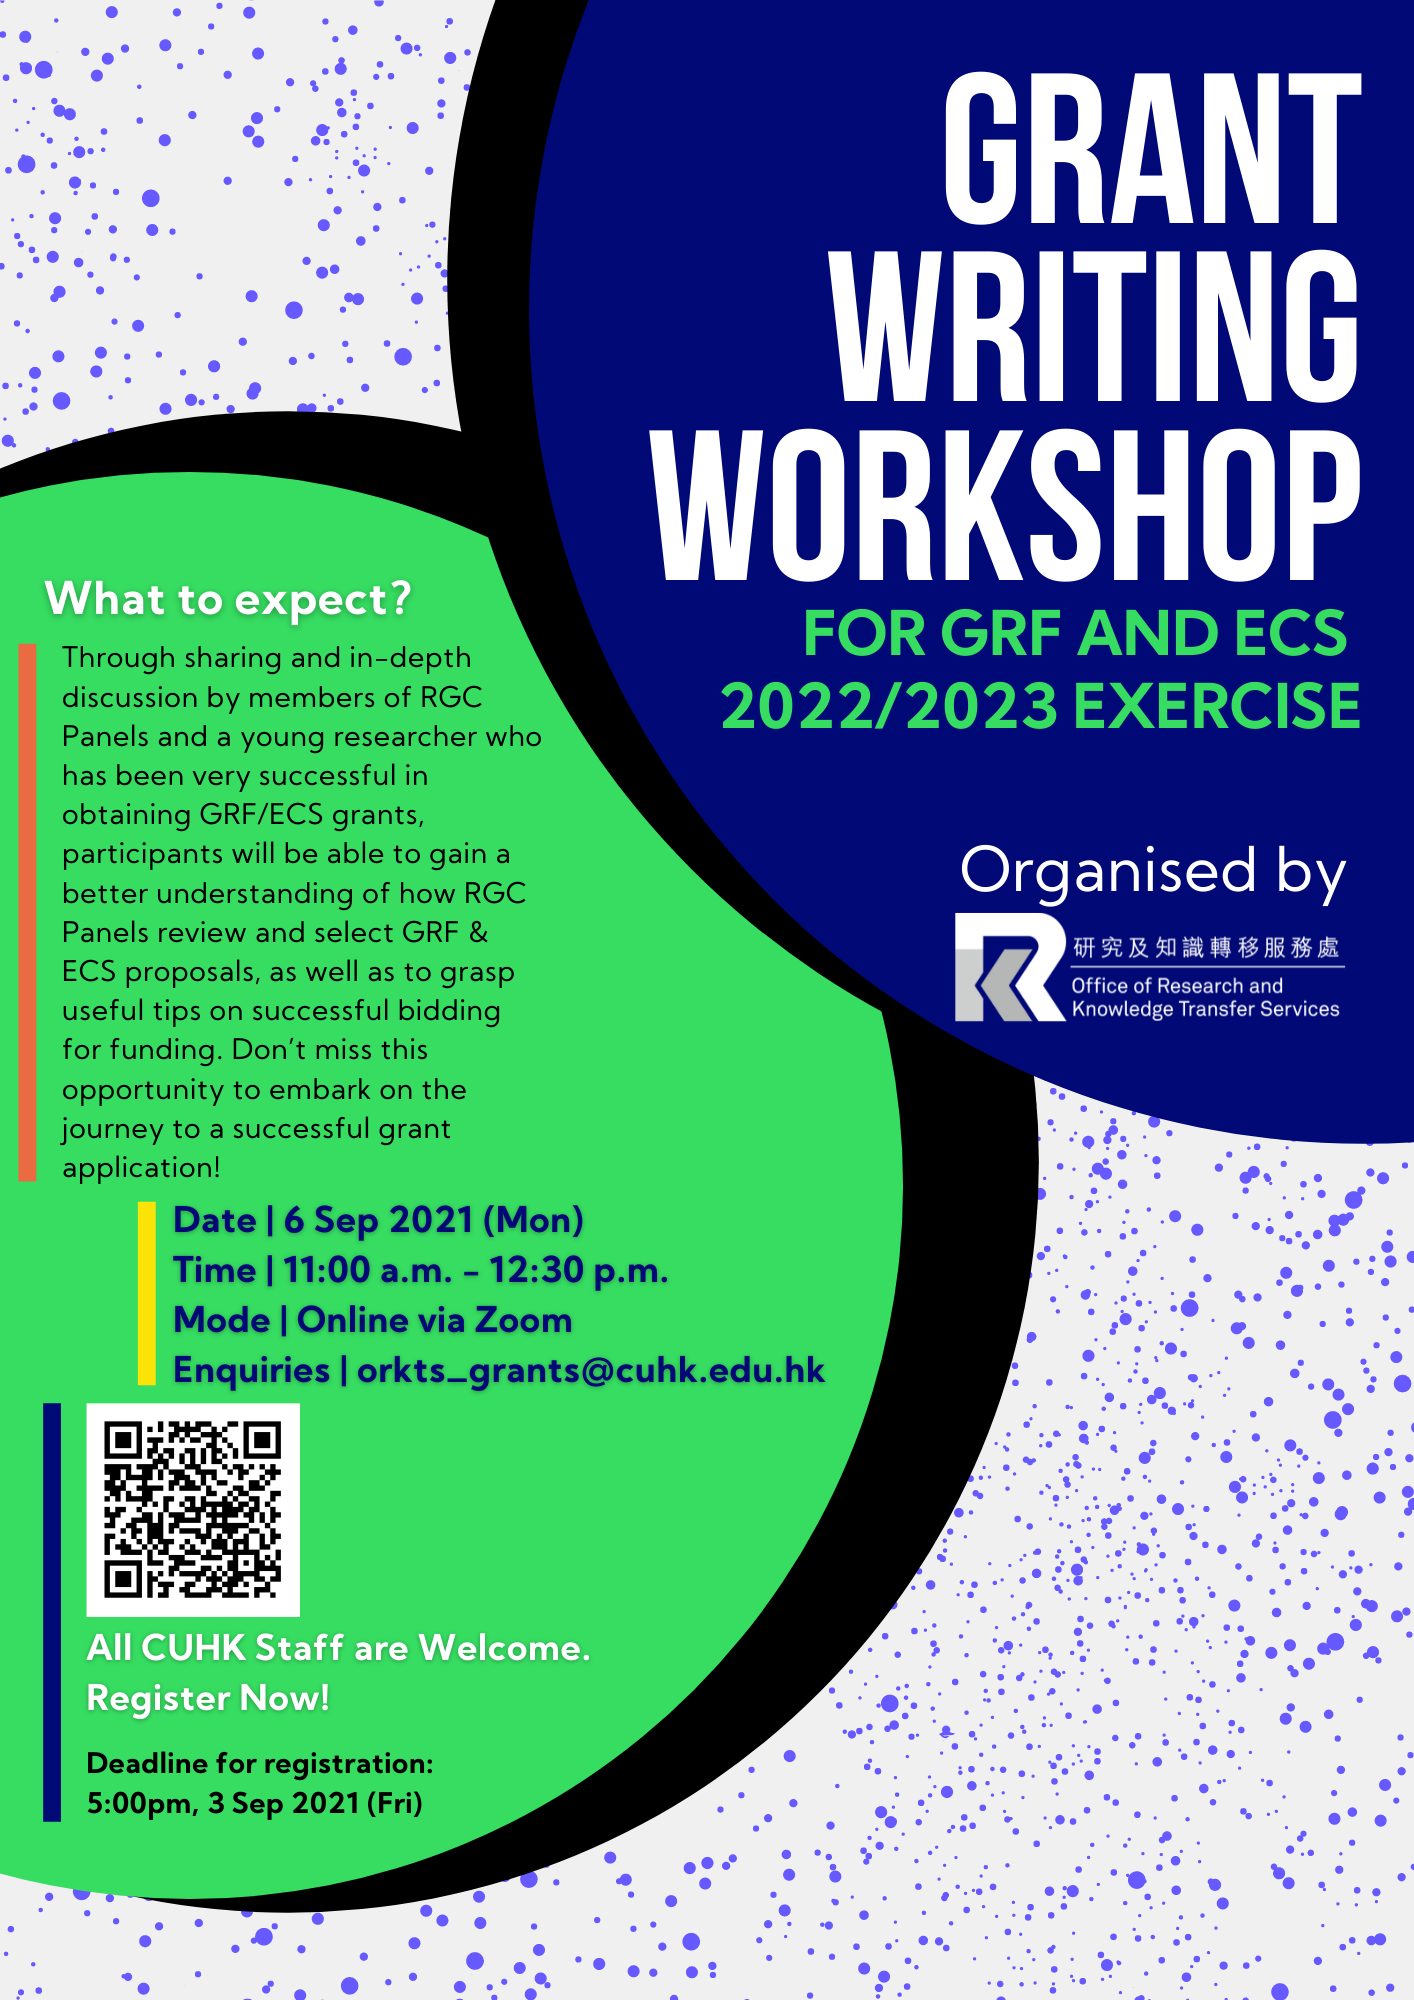 GRANT
WRITING
WORKSHOP
FOR GRF AND ECS
2022/2023 EXERCISE
Organised by
研究及知識轉移服務處
Office of Research and
Knowledge Transfer Services
What to expect?
Through sharing and in-depth
discussion by members of RGC
Panels and a young researcher who
has been very successful in
obtaining GRF/ECS grants,
participants will be able to gain a
better understanding of how RGC
Panels review and select GRF &
ECS proposals, as well as to grasp
useful tips on successful bidding
for funding. Don't miss this
opportunity to embark on the
journey to a successful grant
application!
Date | 6 Sep 2021 (Mon)
Time | 11:00 a.m. - 12:30 p.m.
Mode | Online via Zoom
Enquiries | orkts_grants@cuhk.edu.hk
All CUHK Staff are Welcome.
Register Now!
Deadline for registration:
5:00pm, 3 Sep 2021 (Fri)